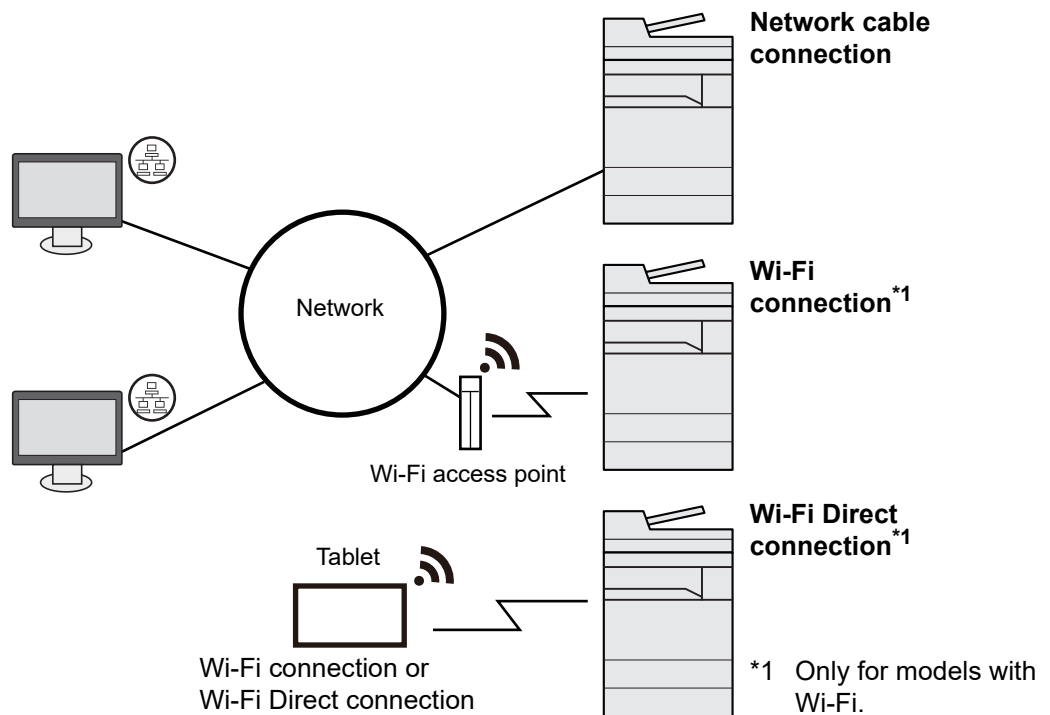 Network cable
connection
Network
Wi-Fi
connection*1
Wi-Fi access point
Wi-Fi Direct
connection*1
Tablet
Wi-Fi connection or
Wi-Fi Direct connection
*1 Only for models with
Wi-Fi.